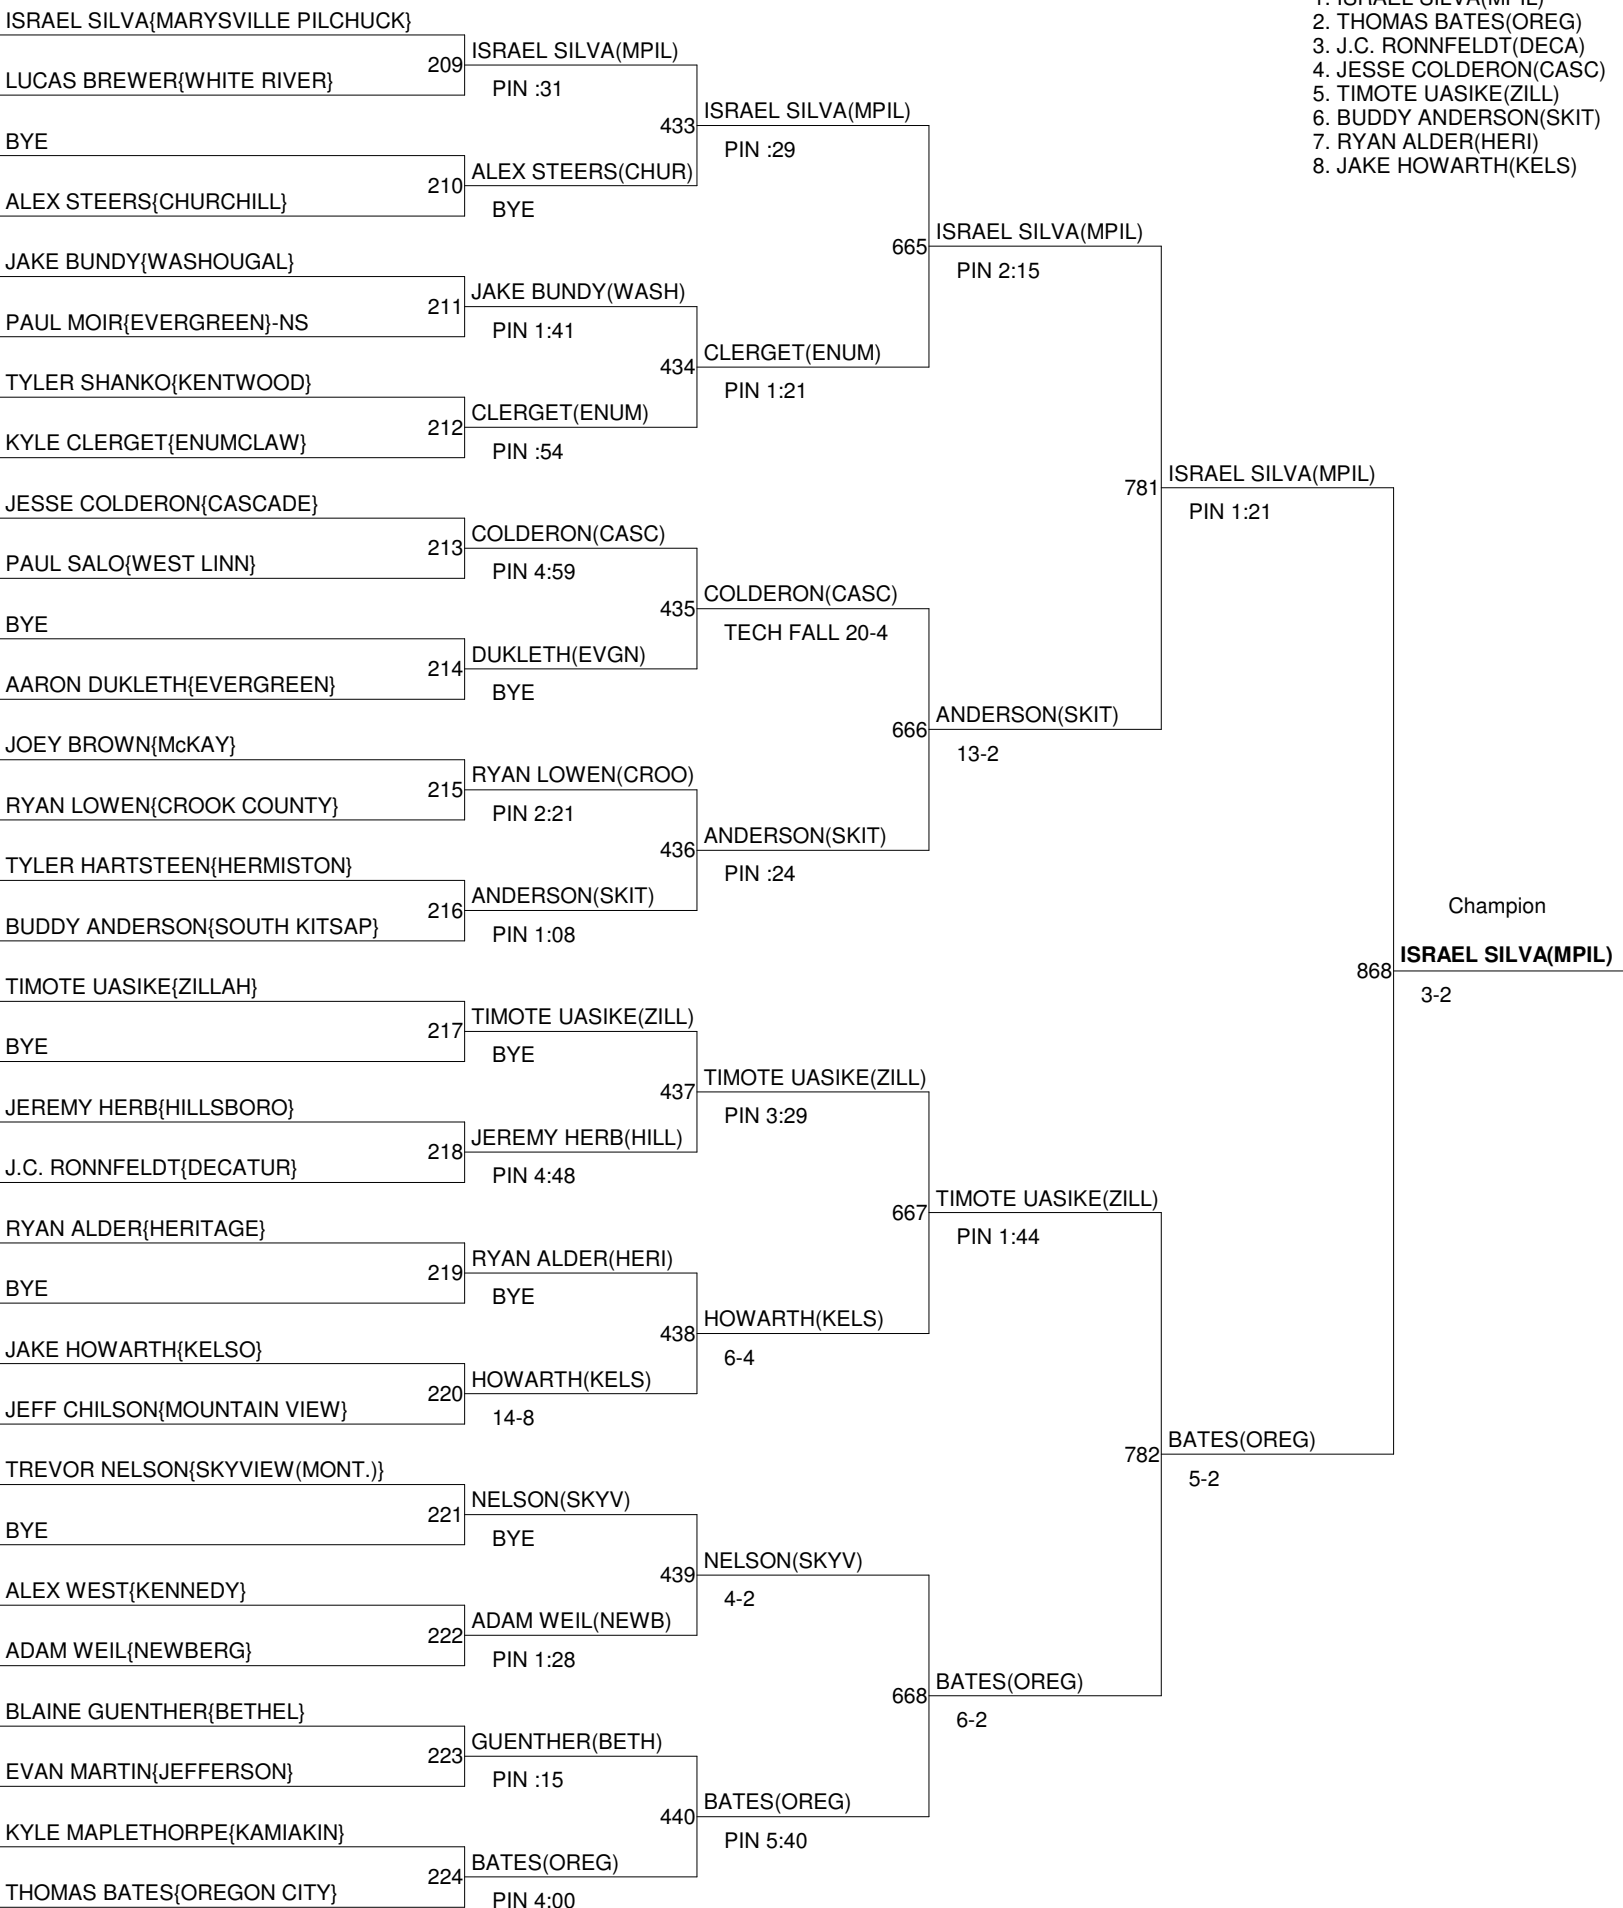 ISRAEL SILVA{MARYSVILLE PILCHUCK}
LUCAS BREWER{WHITE RIVER}
BYE
ALEX STEERS{CHURCHILL}
JAKE BUNDY{WASHOUGAL}
PAUL MOIR{EVERGREEN}-NS
TYLER SHANKO{KENTWOOD}
KYLE CLERGET{ENUMCLAW}
JESSE COLDERON{CASCADE}
PAUL SALO{WEST LINN}
BYE
AARON DUKLETH{EVERGREEN}
JOEY BROWN{McKAY}
RYAN LOWEN{CROOK COUNTY}
TYLER HARTSTEEN{HERMISTON}
BUDDY ANDERSON{SOUTH KITSAP}
TIMOTE UASIKE{ZILLAH}
BYE
JEREMY HERB{HILLSBORO}
J.C. RONNFELDT{DECATUR}
RYAN ALDER{HERITAGE}
BYE
JAKE HOWARTH{KELSO}
JEFF CHILSON{MOUNTAIN VIEW}
TREVOR NELSON{SKYVIEW(MONT.)}
BYE
ALEX WEST{KENNEDY}
ADAM WEIL{NEWBERG}
BLAINE GUENTHER{BETHEL}
EVAN MARTIN{JEFFERSON}
KYLE MAPLETHORPE{KAMIAKIN}
THOMAS BATES{OREGON CITY}
209 ISRAEL SILVA(MPIL)
PIN :31
210 ALEX STEERS(CHUR)
BYE
211 JAKE BUNDY(WASH)
PIN 1:41
212 CLERGET(ENUM)
PIN :54
213 COLDERON(CASC)
PIN 4:59
214 DUKLETH(EVGN)
BYE
215 RYAN LOWEN(CROO)
PIN 2:21
216 ANDERSON(SKIT)
PIN 1:08
217 TIMOTE UASIKE(ZILL)
BYE
218 JEREMY HERB(HILL)
PIN 4:48
219 RYAN ALDER(HERI)
BYE
220 HOWARTH(KELS)
14-8
221 NELSON(SKYV)
BYE
222 ADAM WEIL(NEWB)
PIN 1:28
223 GUENTHER(BETH)
PIN :15
224 BATES(OREG)
PIN 4:00
433 ISRAEL SILVA(MPIL)
PIN :29
434 CLERGET(ENUM)
PIN 1:21
435 COLDERON(CASC)
TECH FALL 20-4
436 ANDERSON(SKIT)
PIN :24
437 TIMOTE UASIKE(ZILL)
PIN 3:29
438 HOWARTH(KELS)
6-4
439 NELSON(SKYV)
4-2
440 BATES(OREG)
PIN 5:40
665 ISRAEL SILVA(MPIL)
PIN 2:15
666 ANDERSON(SKIT)
13-2
667 TIMOTE UASIKE(ZILL)
PIN 1:44
668 BATES(OREG)
6-2
781 ISRAEL SILVA(MPIL)
PIN 1:21
782 BATES(OREG)
5-2
Champion
868 ISRAEL SILVA(MPIL)
3-2
1. ISRAEL SILVA(MPIL)
2. THOMAS BATES(OREG)
3. J.C. RONNFELDT(DECA)
4. JESSE COLDERON(CASC)
5. TIMOTE UASIKE(ZILL)
6. BUDDY ANDERSON(SKIT)
7. RYAN ALDER(HERI)
8. JAKE HOWARTH(KELS)